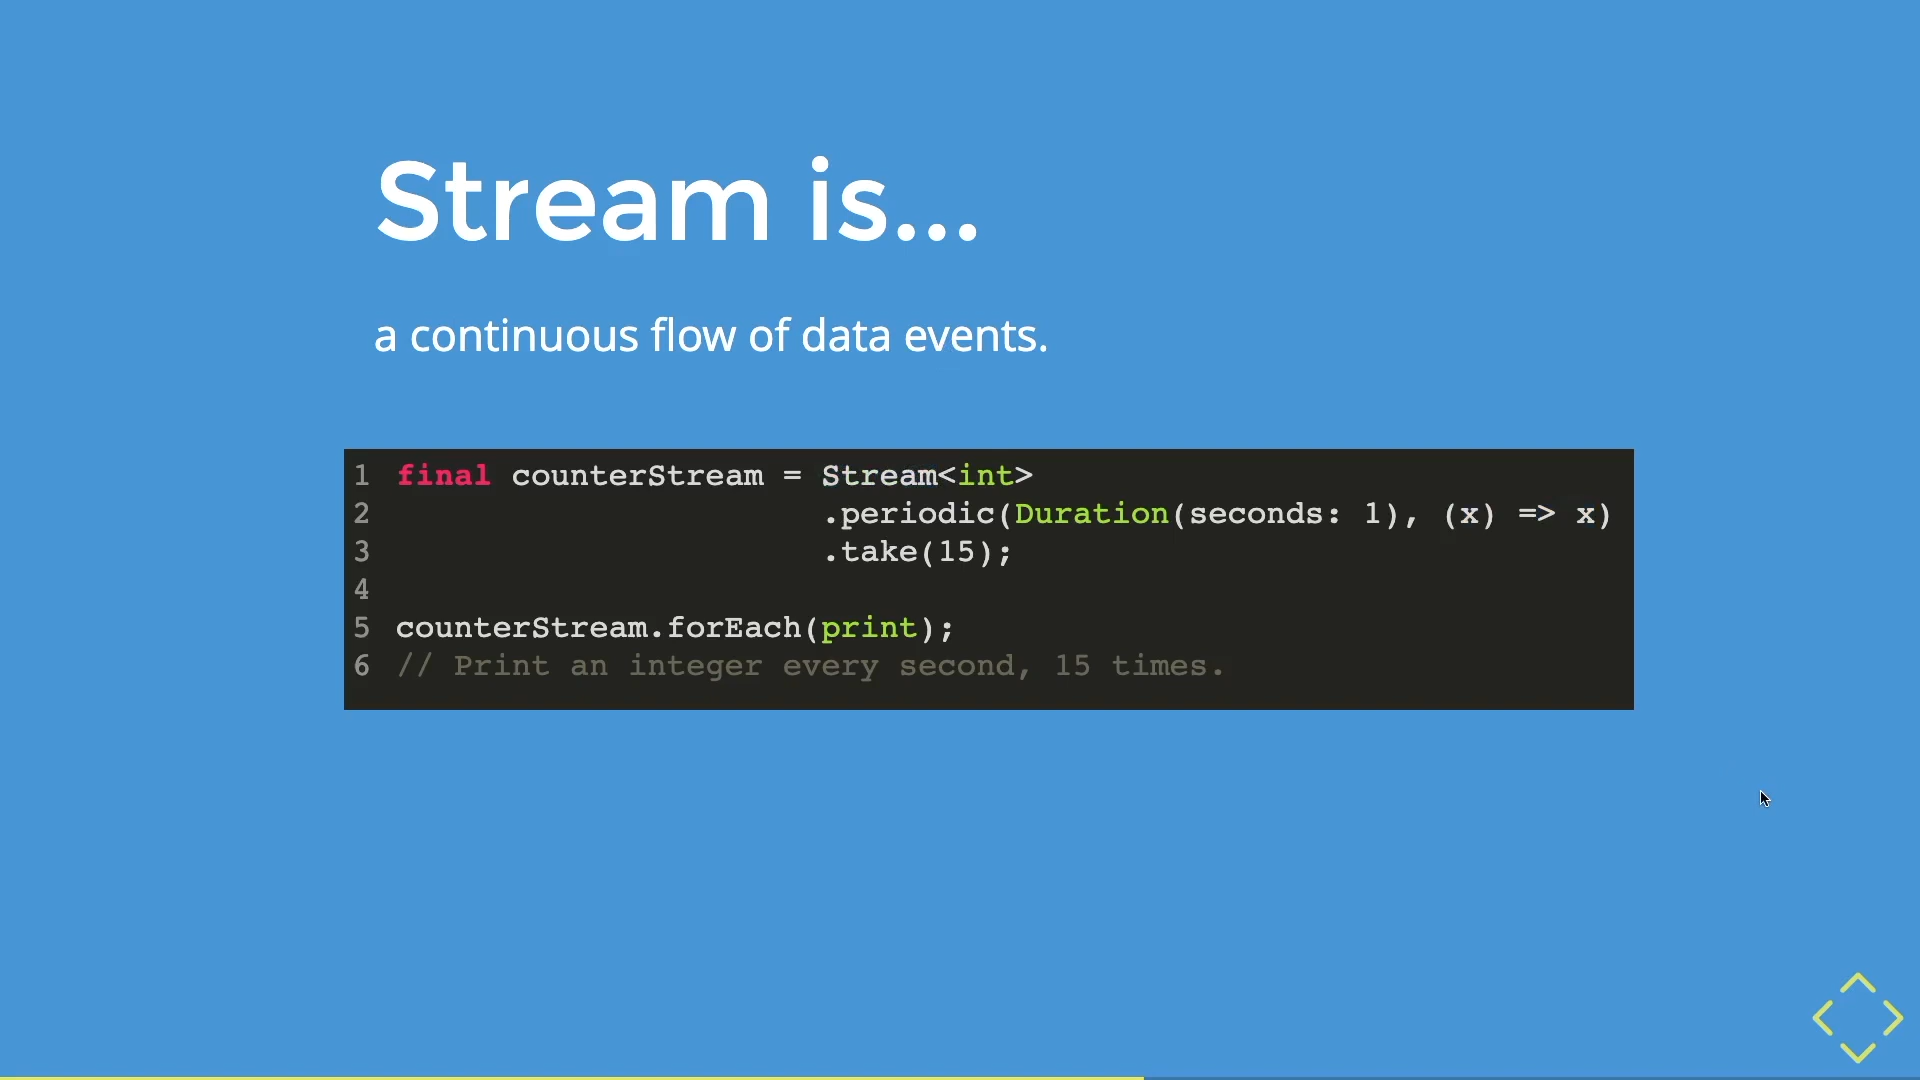 Stream is...
a continuous flow of data events.
1 final counterStream = Stream<int>
2 .periodic(Duration(seconds: 1), (x) => x)
3 .take(15);
4
5 counterStream.forEach(print);
6 // Print an integer every second, 15 times.